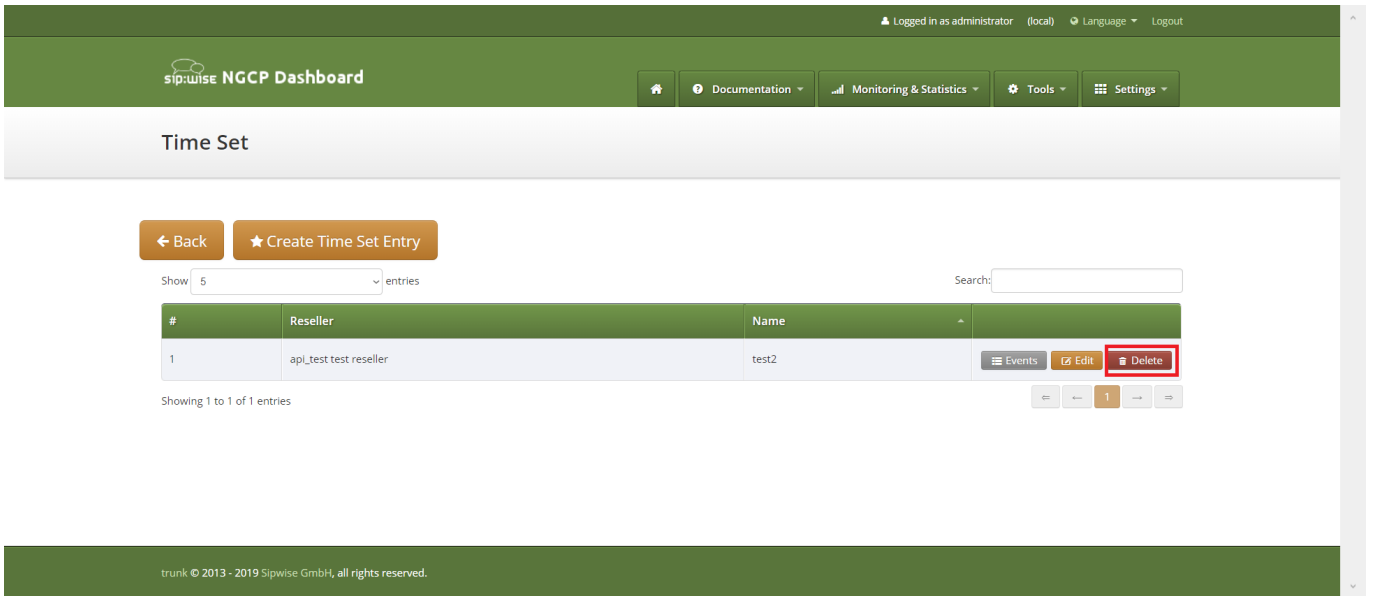 Logged in as administrator (local) Language Logout
sip:wise NGCP Dashboard
Documentation Monitoring & Statistics Tools Settings
Time Set
Back Create Time Set Entry
Show 5 entries Search:
# Reseller Name
1 api_test test reseller test2 Events Edit Delete
Showing 1 to 1 of 1 entries ⇐ ← 1 → ⇒
trunk © 2013 - 2019 Sipwise GmbH, all rights reserved.